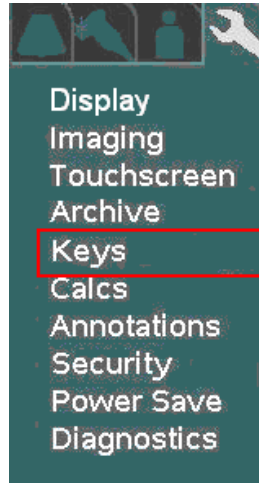 Display
Imaging
Touchscreen
Archive
Keys
Calcs
Annotations
Security
Power Save
Diagnostics